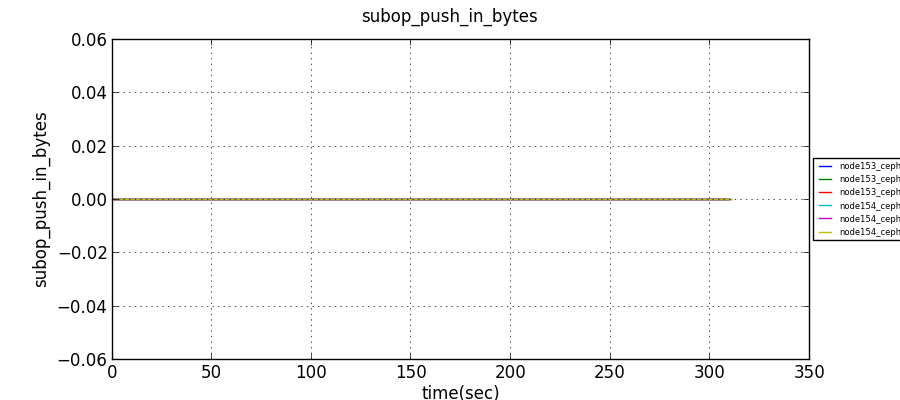 subop_push_in_bytes
0.06
0.04
0.02
0.00
−0.02
−0.04
−0.06
subop_push_in_bytes
0 50 100 150 200 250 300 350
time(sec)
node153_ceph
node153_ceph
node153_ceph
node154_ceph
node154_ceph
node154_ceph